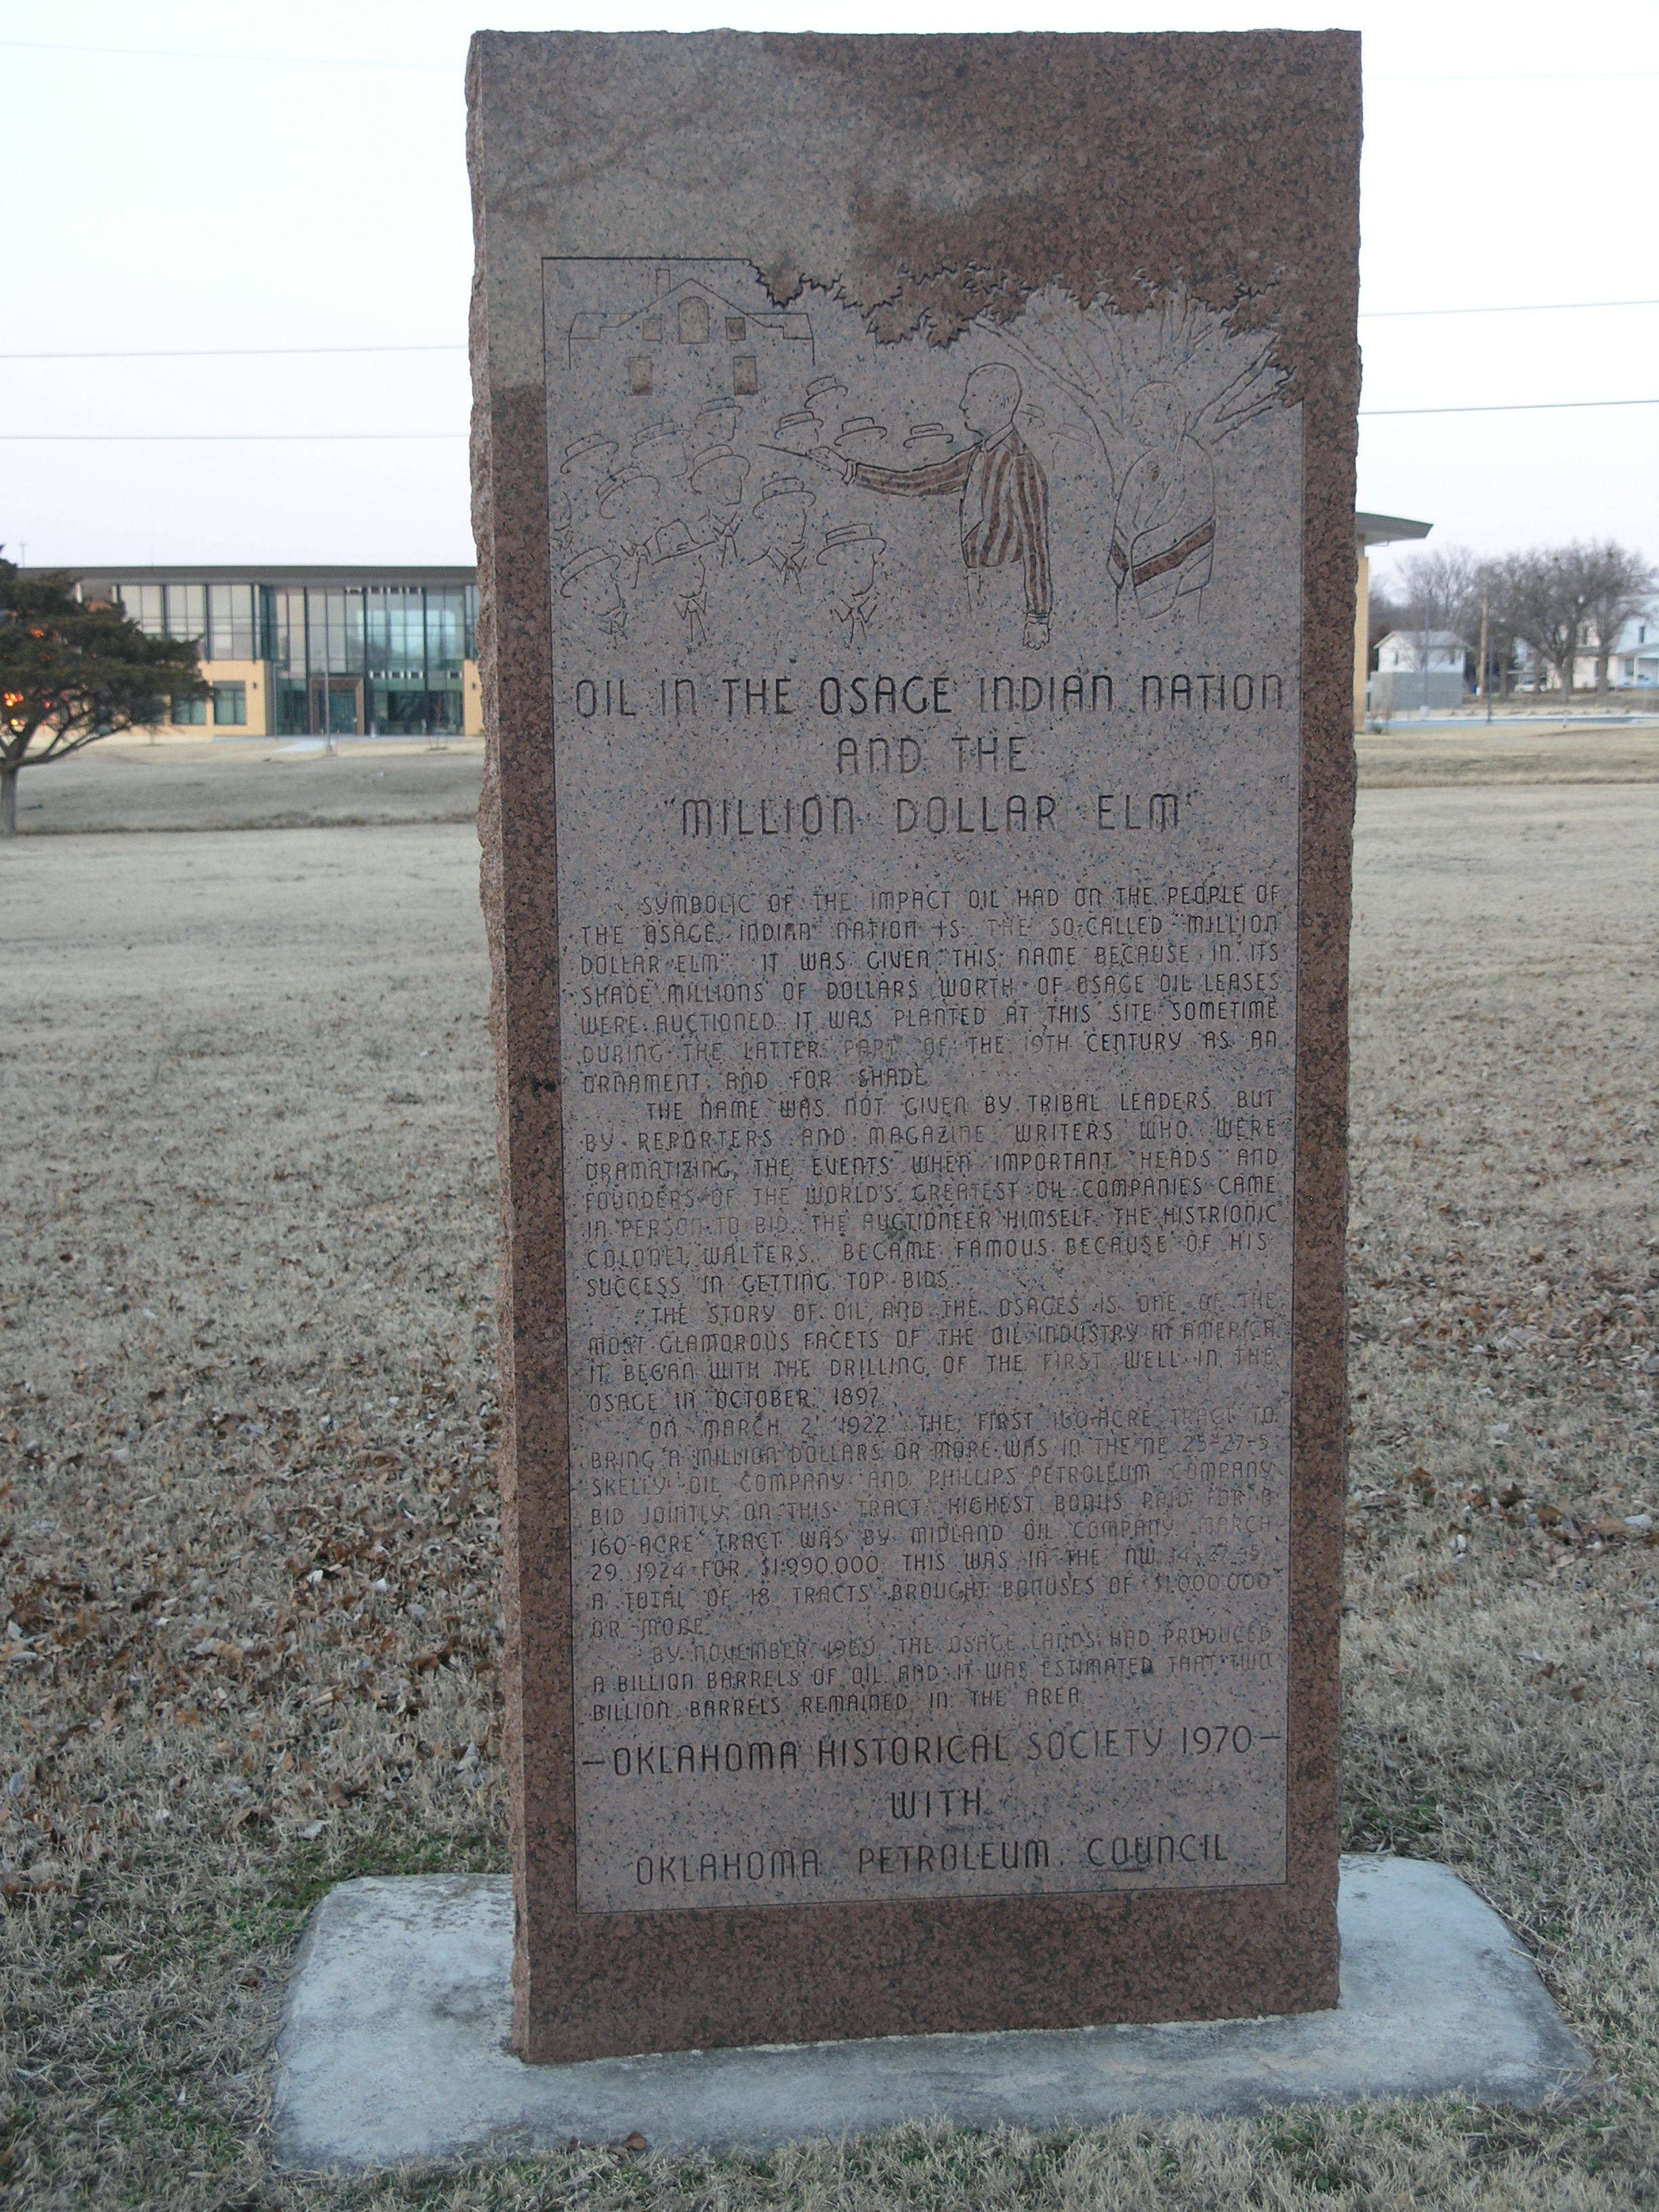 OIL IN THE OSAGE INDIAN NATION
AND THE
"MILLION DOLLAR ELM"
SYMBOLIC OF THE IMPACT OIL HAD ON THE PEOPLE OF
THE OSAGE INDIAN NATION IS THE SO-CALLED "MILLION
DOLLAR ELM". IT WAS GIVEN THIS NAME BECAUSE IN ITS
SHADE MILLIONS OF DOLLARS WORTH OF OSAGE OIL LEASES
WERE AUCTIONED. IT WAS PLANTED AT THIS SITE SOMETIME
DURING THE LATTER PART OF THE 19TH CENTURY AS AN
ORNAMENT AND FOR SHADE.
THE NAME WAS NOT GIVEN BY TRIBAL LEADERS, BUT
BY REPORTERS AND MAGAZINE WRITERS WHO WERE
DRAMATIZING THE EVENTS WHEN IMPORTANT HEADS AND
FOUNDERS OF THE WORLD'S GREATEST OIL COMPANIES CAME
IN PERSON TO BID. THE AUCTIONEER HIMSELF, THE HISTRIONIC
COLONEL WALTERS, BECAME FAMOUS BECAUSE OF HIS
SUCCESS IN GETTING TOP BIDS.
THE STORY OF OIL AND THE OSAGES IS ONE OF THE
MOST GLAMOROUS FACETS OF THE OIL INDUSTRY IN AMERICA.
IT BEGAN WITH THE DRILLING OF THE FIRST WELL IN THE
OSAGE IN OCTOBER, 1897.
ON MARCH 2, 1922, THE FIRST 160-ACRE TRACT TO
BRING A MILLION DOLLARS OR MORE WAS IN THE NE 25-27-5.
SKELLY OIL COMPANY AND PHILLIPS PETROLEUM COMPANY
BID JOINTLY ON THIS TRACT. HIGHEST BONUS PAID FOR A
160-ACRE TRACT WAS BY MIDLAND OIL COMPANY, MARCH
29, 1924 FOR $1,990,000. THIS WAS IN THE NW 14-27-5.
A TOTAL OF 18 TRACTS BROUGHT BONUSES OF $1,000,000
OR MORE.
BY NOVEMBER, 1969, THE OSAGE LANDS HAD PRODUCED
A BILLION BARRELS OF OIL AND IT WAS ESTIMATED THAT TWO
BILLION BARRELS REMAINED IN THE AREA.
-OKLAHOMA HISTORICAL SOCIETY 1970-
WITH
OKLAHOMA PETROLEUM COUNCIL